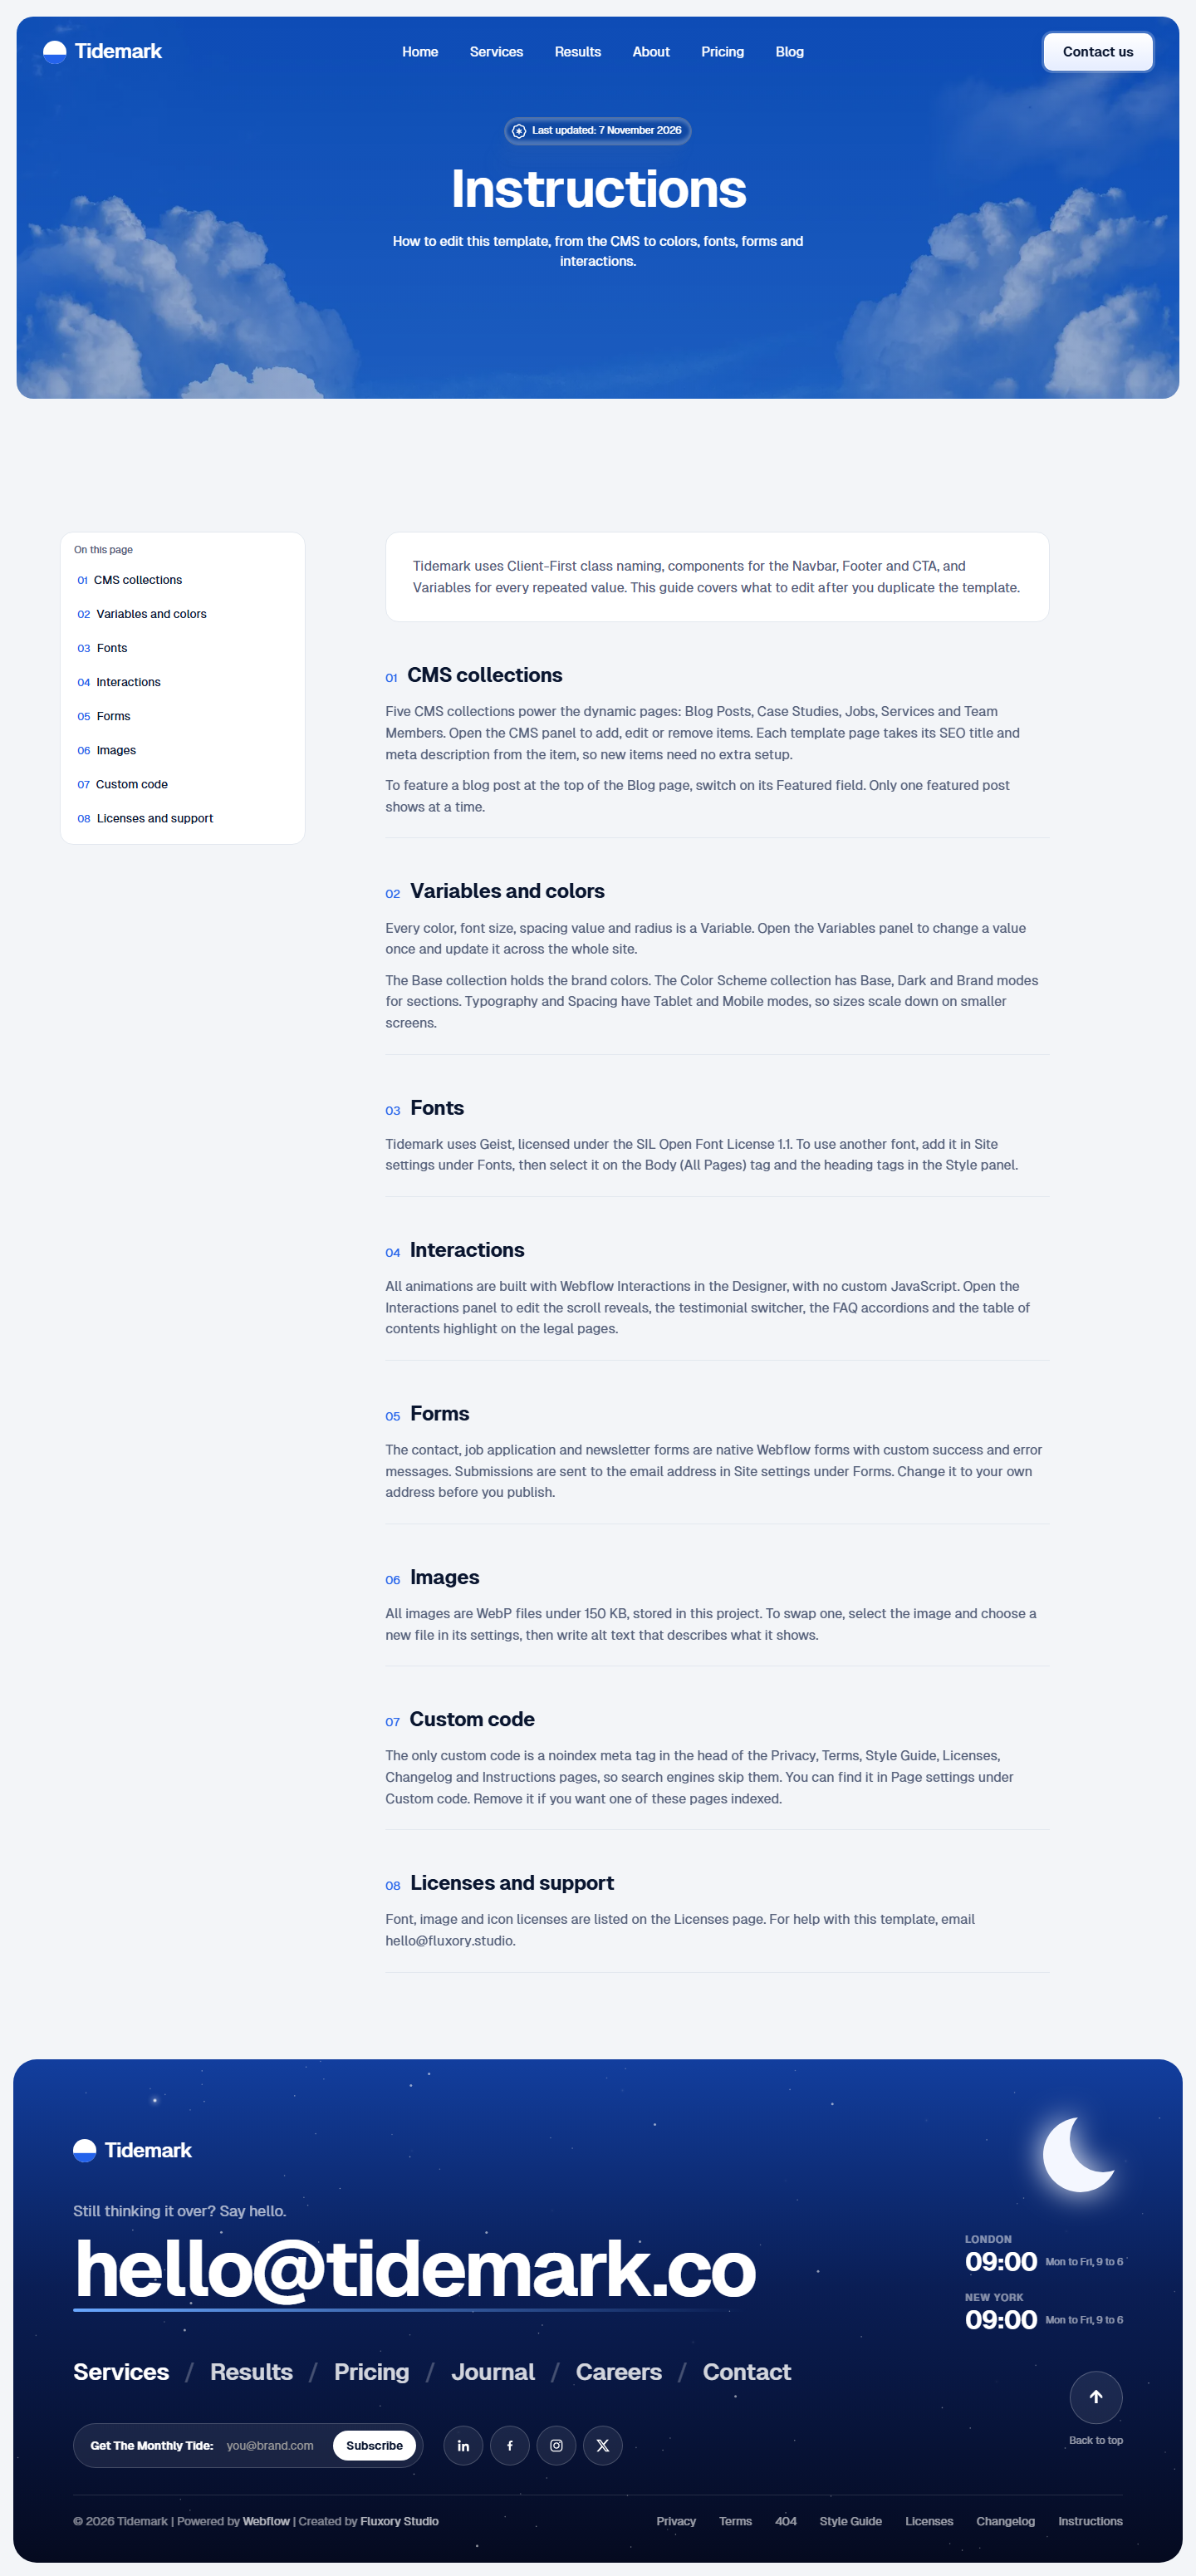 Tidemark
Home Services Results About Pricing Blog
Contact us
Last updated: 7 November 2026
Instructions
How to edit this template, from the CMS to colors, fonts, forms and
interactions.
On this page
01 CMS collections
02 Variables and colors
03 Fonts
04 Interactions
05 Forms
06 Images
07 Custom code
08 Licenses and support
Tidemark uses Client-First class naming, components for the Navbar, Footer and CTA, and
Variables for every repeated value. This guide covers what to edit after you duplicate the template.
01 CMS collections
Five CMS collections power the dynamic pages: Blog Posts, Case Studies, Jobs, Services and Team
Members. Open the CMS panel to add, edit or remove items. Each template page takes its SEO title and
meta description from the item, so new items need no extra setup.
To feature a blog post at the top of the Blog page, switch on its Featured field. Only one featured post
shows at a time.
02 Variables and colors
Every color, font size, spacing value and radius is a Variable. Open the Variables panel to change a value
once and update it across the whole site.
The Base collection holds the brand colors. The Color Scheme collection has Base, Dark and Brand modes
for sections. Typography and Spacing have Tablet and Mobile modes, so sizes scale down on smaller
screens.
03 Fonts
Tidemark uses Geist, licensed under the SIL Open Font License 1.1. To use another font, add it in Site
settings under Fonts, then select it on the Body (All Pages) tag and the heading tags in the Style panel.
04 Interactions
All animations are built with Webflow Interactions in the Designer, with no custom JavaScript. Open the
Interactions panel to edit the scroll reveals, the testimonial switcher, the FAQ accordions and the table of
contents highlight on the legal pages.
05 Forms
The contact, job application and newsletter forms are native Webflow forms with custom success and error
messages. Submissions are sent to the email address in Site settings under Forms. Change it to your own
address before you publish.
06 Images
All images are WebP files under 150 KB, stored in this project. To swap one, select the image and choose a
new file in its settings, then write alt text that describes what it shows.
07 Custom code
The only custom code is a noindex meta tag in the head of the Privacy, Terms, Style Guide, Licenses,
Changelog and Instructions pages, so search engines skip them. You can find it in Page settings under
Custom code. Remove it if you want one of these pages indexed.
08 Licenses and support
Font, image and icon licenses are listed on the Licenses page. For help with this template, email
hello@fluxory.studio.
Tidemark
Still thinking it over? Say hello.
hello@tidemark.co
LONDON
09:00 Mon to Fri, 9 to 6
NEW YORK
09:00 Mon to Fri, 9 to 6
Services / Results / Pricing / Journal / Careers / Contact
Back to top
Get The Monthly Tide: you@brand.com Subscribe
© 2026 Tidemark | Powered by Webflow | Created by Fluxory Studio
Privacy Terms 404 Style Guide Licenses Changelog Instructions